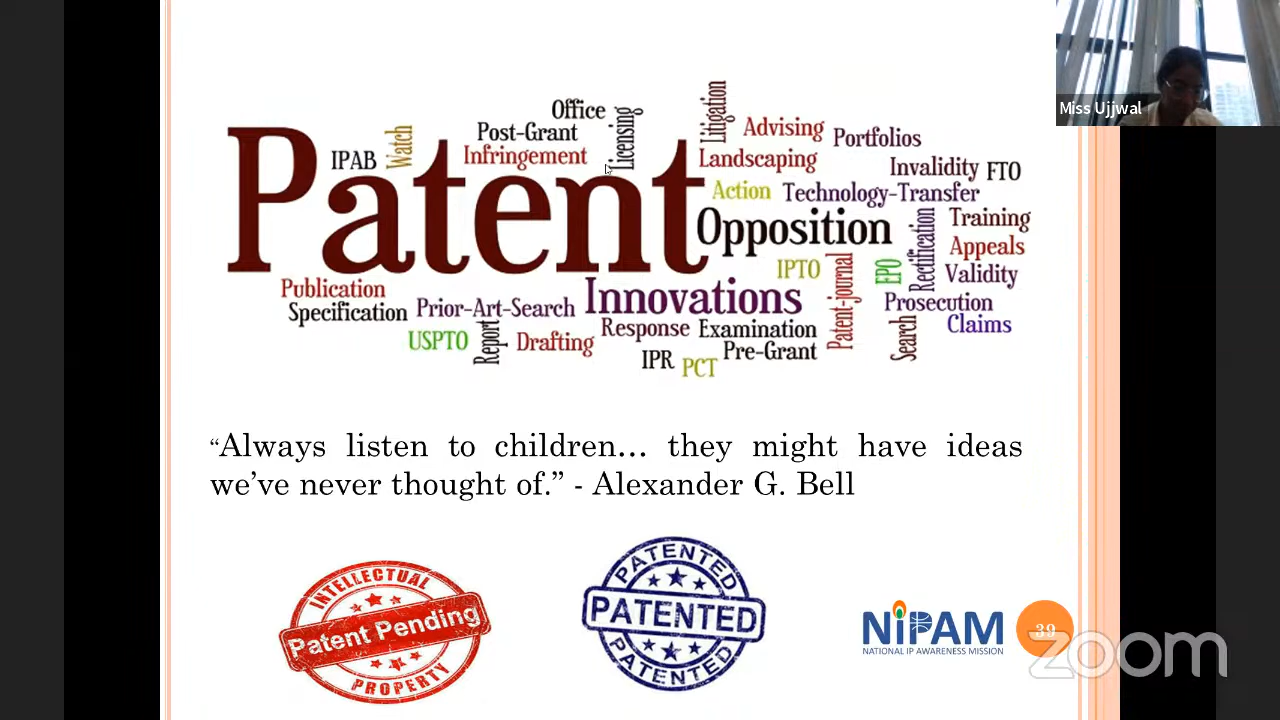 Miss Ujjwal
Patent
IPAB
Watch
Office
Post-Grant
Infringement
Licensing
Litigation
Advising
Portfolios
Landscaping
Invalidity
FTO
Action
Technology-Transfer
Opposition
Rectification
Training
Appeals
IPTO
Patent-journal
EPO
Validity
Publication
Specification
Prior-Art-Search
Innovations
Prosecution
Claims
USPTO
Report
Drafting
Response
Examination
Search
IPR
PCT
Pre-Grant
“Always listen to children… they might have ideas
we’ve never thought of.” - Alexander G. Bell
INTELLECTUAL
Patent Pending
PROPERTY
PATENTED
PATENTED
PATENTED
NiPAM
NATIONAL IP AWARENESS MISSION
39
zoom